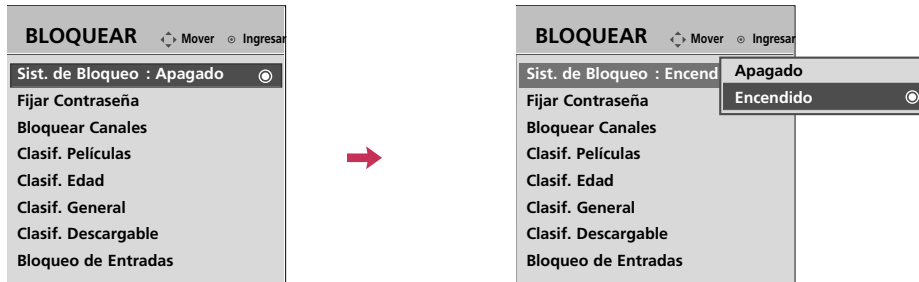 BLOQUEAR Mover Ingresar
Sist. de Bloqueo : Apagado
Fijar Contraseña
Bloquear Canales
Clasif. Películas
Clasif. Edad
Clasif. General
Clasif. Descargable
Bloqueo de Entradas
BLOQUEAR Mover Ingresar
Sist. de Bloqueo : Encend
Apagado
Encendido
Fijar Contraseña
Bloquear Canales
Clasif. Películas
Clasif. Edad
Clasif. General
Clasif. Descargable
Bloqueo de Entradas